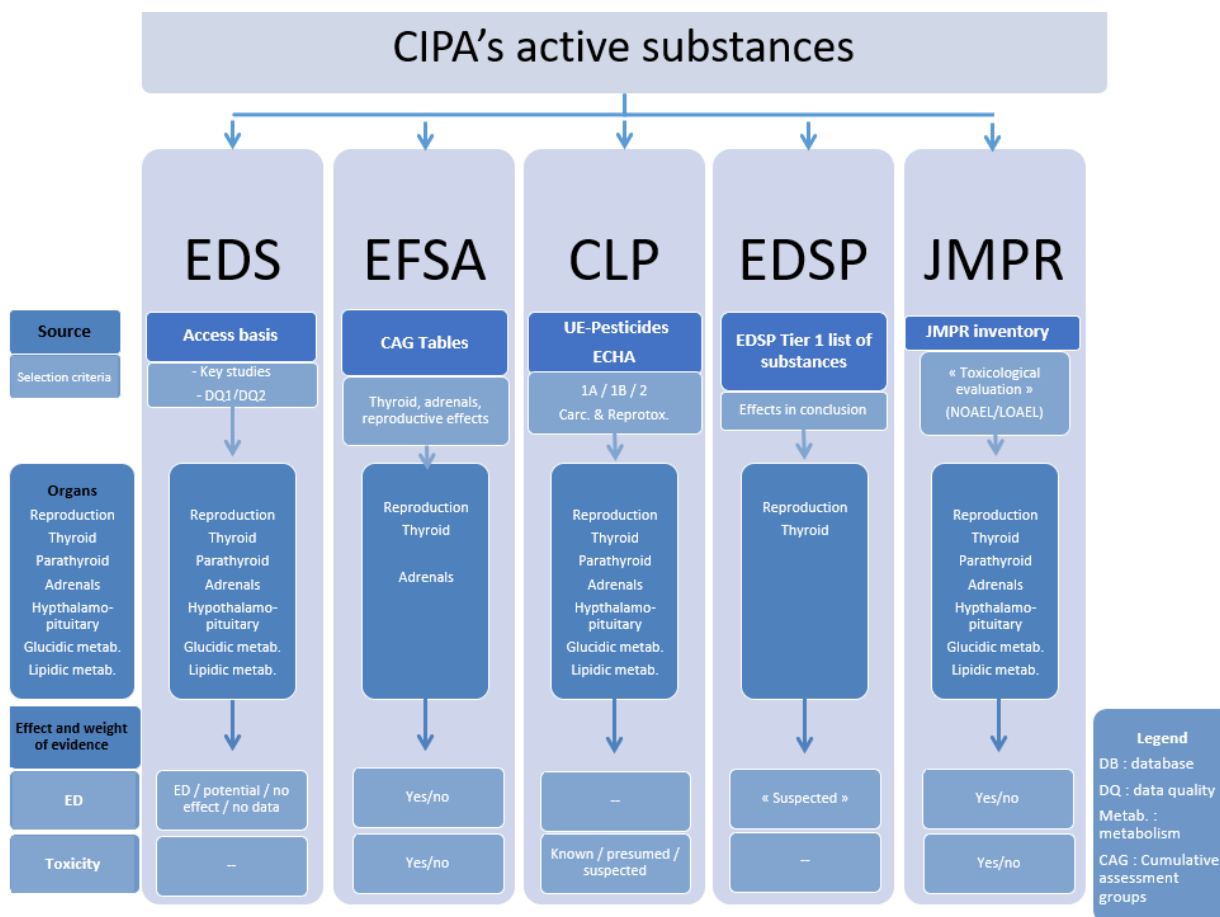 CIPA’s active substances
EDS
EFSA
CLP
EDSP
JMPR
Source
Selection criteria
Access basis
- Key studies
- DQ1/DQ2
CAG Tables
Thyroid, adrenals,
reproductive effects
UE-Pesticides
ECHA
1A / 1B / 2
Carc. & Reprotox.
EDSP Tier 1 list of
substances
Effects in conclusion
JMPR inventory
« Toxicological
evaluation »
(NOAEL/LOAEL)
Organs
Reproduction
Thyroid
Parathyroid
Adrenals
Hypthalamo-
pituitary
Glucidic metab.
Lipidic metab.
Reproduction
Thyroid
Parathyroid
Adrenals
Hypothalamo-
pituitary
Glucidic metab.
Lipidic metab.
Reproduction
Thyroid
Adrenals
Reproduction
Thyroid
Parathyroid
Adrenals
Hypthalamo-
pituitary
Glucidic metab.
Lipidic metab.
Reproduction
Thyroid
Reproduction
Thyroid
Parathyroid
Adrenals
Hypthalamo-
pituitary
Glucidic metab.
Lipidic metab.
Effect and weight
of evidence
ED
ED / potential / no
effect / no data
Yes/no
--
« Suspected »
Yes/no
Toxicity
--
Yes/no
Known / presumed /
suspected
--
Yes/no
Legend
DB : database
DQ : data quality
Metab. :
metabolism
CAG : Cumulative
assessment
groups